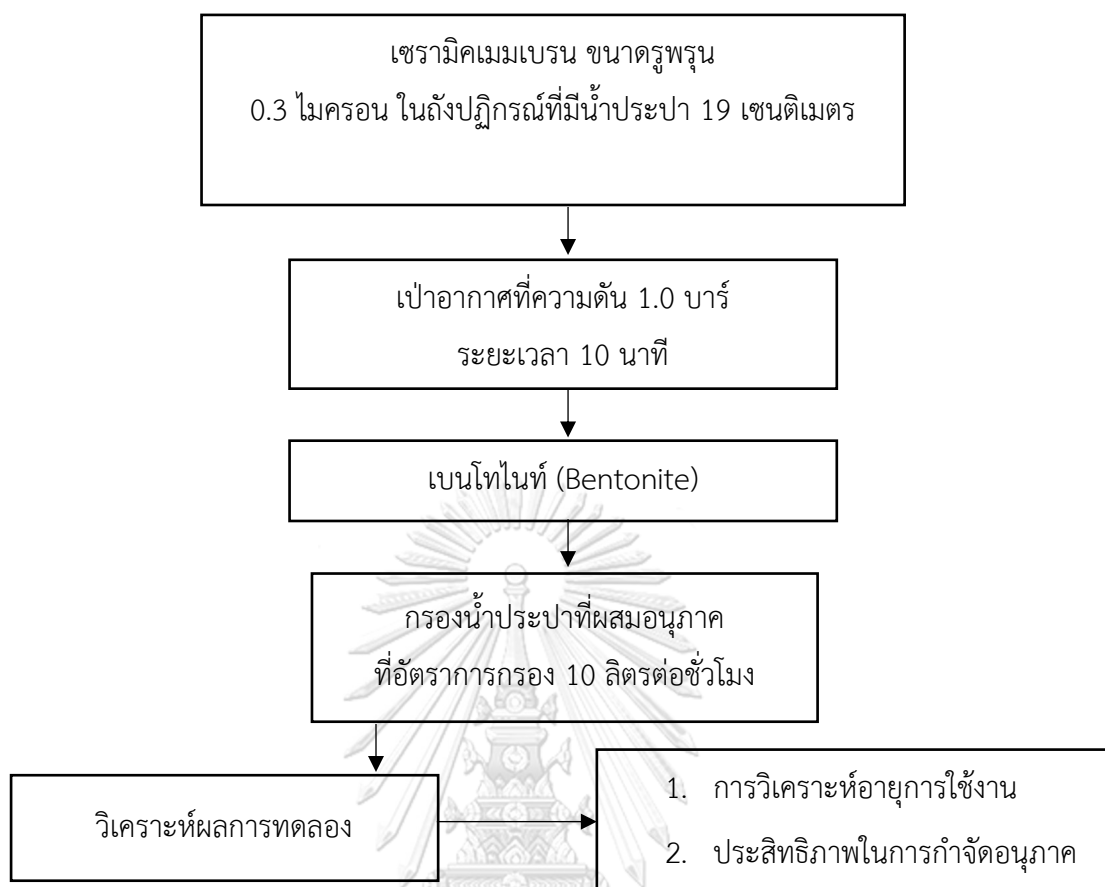 เซรามิคเมมเบรน ขนาดรูพรุน
0.3 ไมครอน ในถังปฏิกรณ์ที่มีน้ำประปา 19 เซนติเมตร
เป่าอากาศที่ความดัน 1.0 บาร์
ระยะเวลา 10 นาที
เบนโทไนท์ (Bentonite)
กรองน้ำประปาที่ผสมอนุภาค
ที่อัตราการกรอง 10 ลิตรต่อชั่วโมง
วิเคราะห์ผลการทดลอง
1. การวิเคราะห์อายุการใช้งาน
2. ประสิทธิภาพในการกำจัดอนุภาค